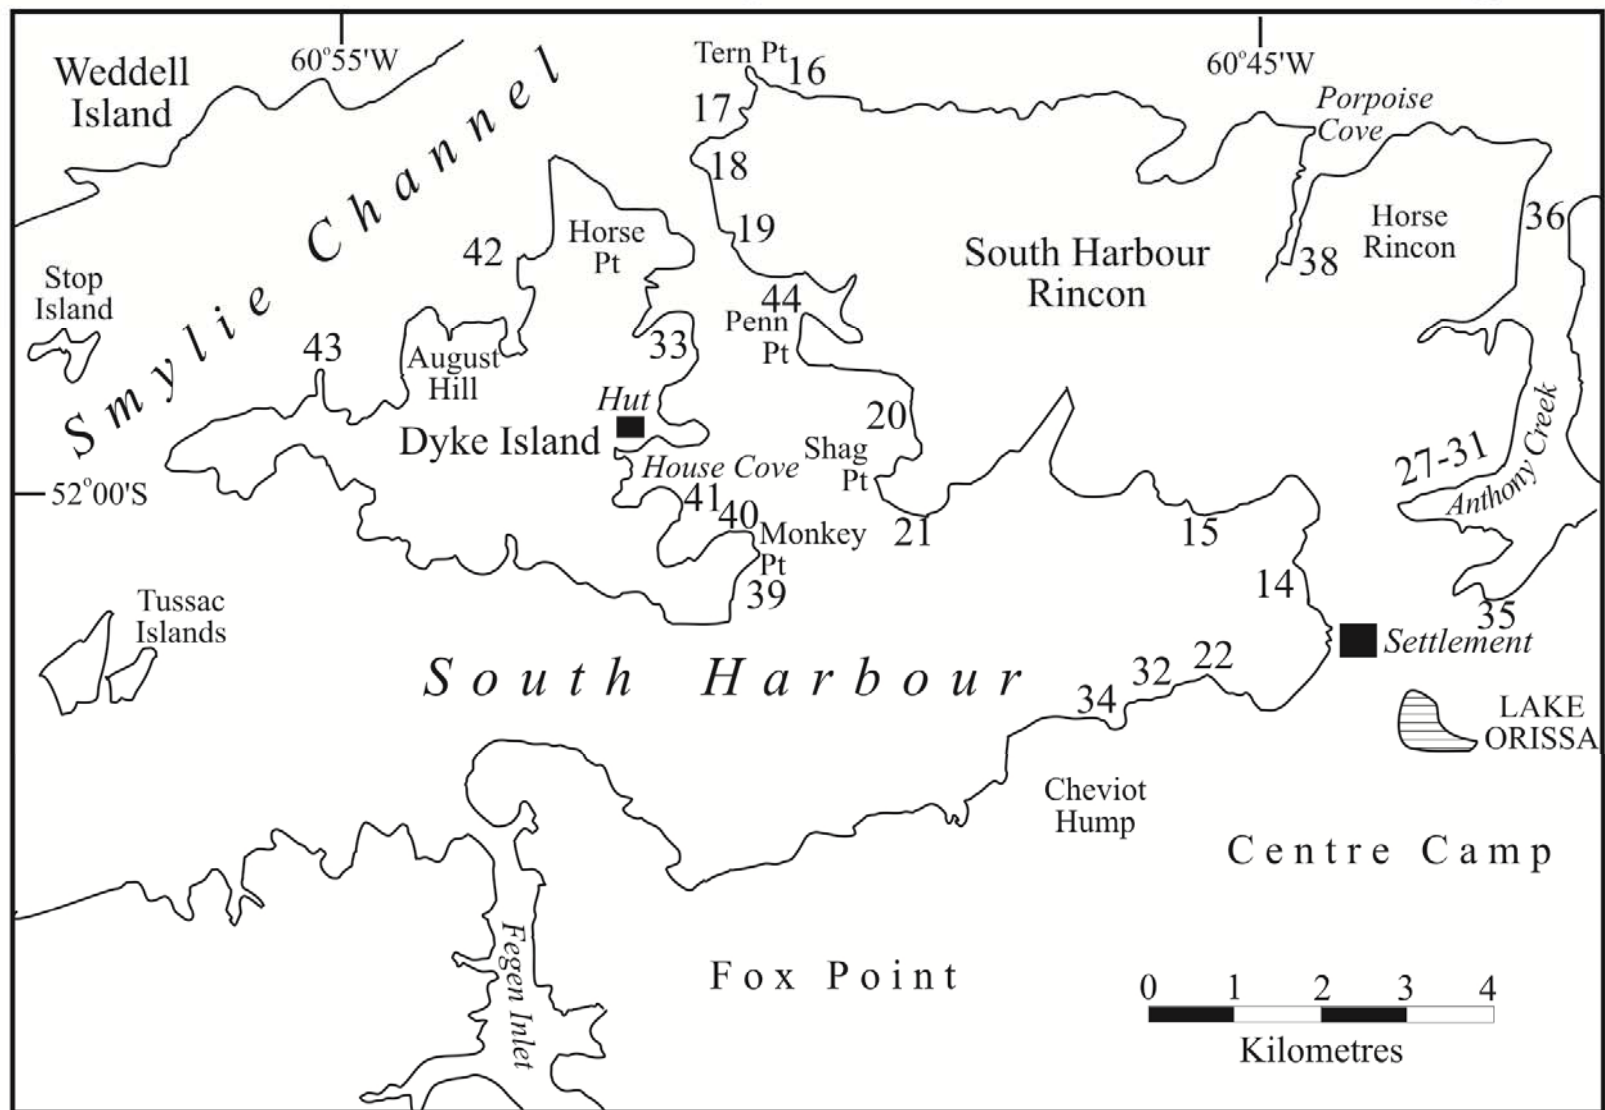 60°55'W
60°45'W
Weddell
Island
Tern Pt
16
Porpoise
Cove
17
18
Smylie Channel
Horse
Pt
42
19
South Harbour
Rincon
Horse
Rincon
36
38
Stop
Island
44
Penn
Pt
43
August
Hill
33
Hut
20
Dyke Island
House Cove
Shag
Pt
27-31
Anthony Creek
52°00'S
41
40
Monkey
Pt
21
15
39
14
Tussac
Islands
35
Settlement
South Harbour
34
32
22
LAKE
ORISSA
Cheviot
Hump
Centre Camp
Fegen Inlet
Fox Point
0 1 2 3 4
Kilometres